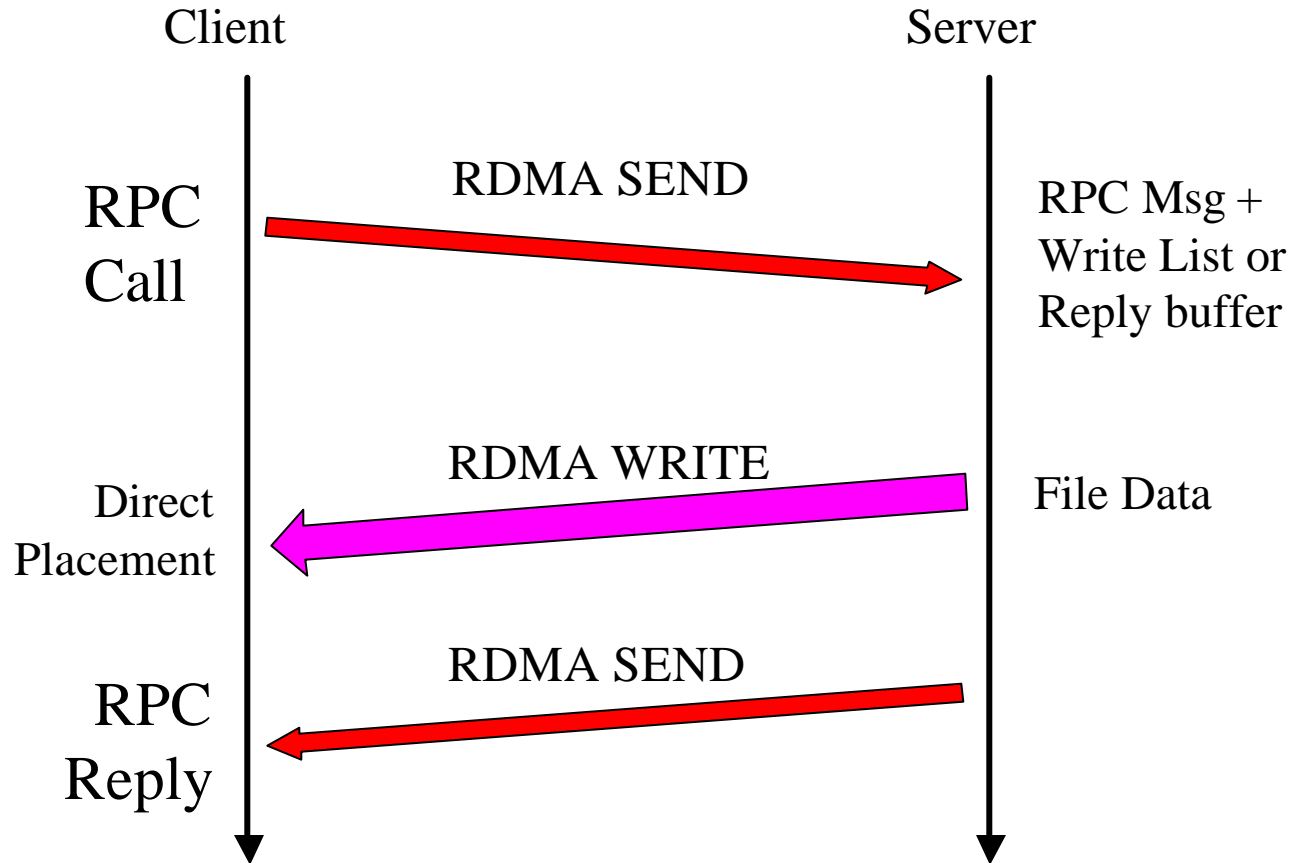 Client
Server
RDMA SEND
RPC
Call
RPC Msg +
Write List or
Reply buffer
RDMA WRITE
Direct
Placement
File Data
RDMA SEND
RPC
Reply